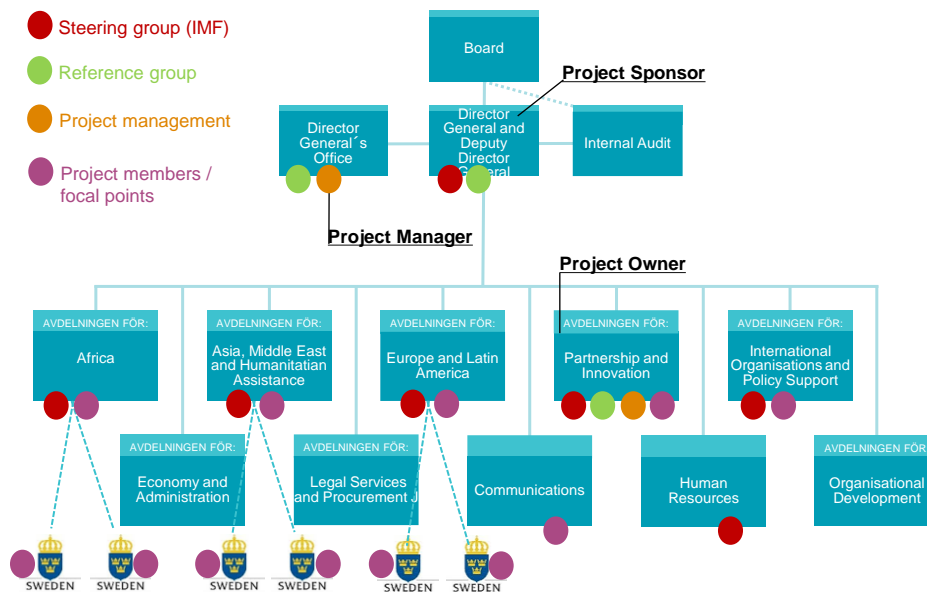 Steering group (IMF)
Reference group
Project management
Project members /
focal points
Board
Project Sponsor
Director
General´s
Office
Director
General and
Deputy
Director
General
Internal Audit
Project Manager
Project Owner
AVDELNINGEN FÖR:
Africa
AVDELNINGEN FÖR:
Asia, Middle East
and Humanitian
Assistance
AVDELNINGEN FÖR:
Europe and Latin
America
AVDELNINGEN FÖR:
Partnership and
Innovation
AVDELNINGEN FÖR:
International
Organisations and
Policy Support
AVDELNINGEN FÖR:
Economy and
Administration
AVDELNINGEN FÖR:
Legal Services
and Procurement J
Communications
Human
Resources
AVDELNINGEN FÖR
Organisational
Development
SWEDEN
SWEDEN
SWEDEN
SWEDEN
SWEDEN
SWEDEN